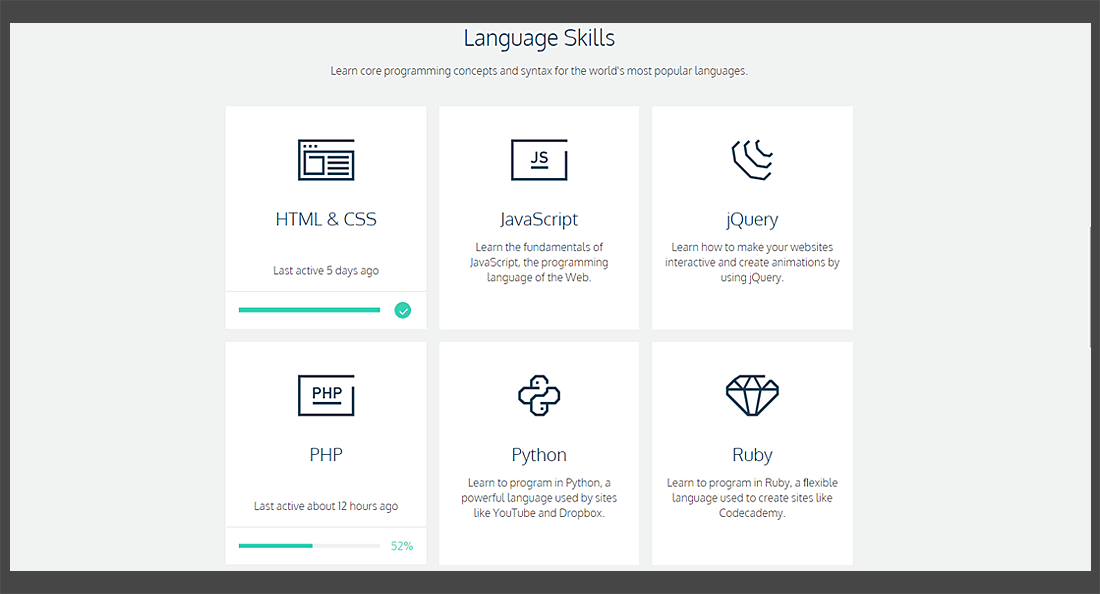 Language Skills
Learn core programming concepts and syntax for the world's most popular languages.
HTML & CSS
Last active 5 days ago
JS
JavaScript
Learn the fundamentals of
JavaScript, the programming
language of the Web.
jQuery
Learn how to make your websites
interactive and create animations by
using jQuery.
PHP
PHP
Last active about 12 hours ago
52%
Python
Learn to program in Python, a
powerful language used by sites
like YouTube and Dropbox.
Ruby
Learn to program in Ruby, a flexible
language used to create sites like
Codecademy.